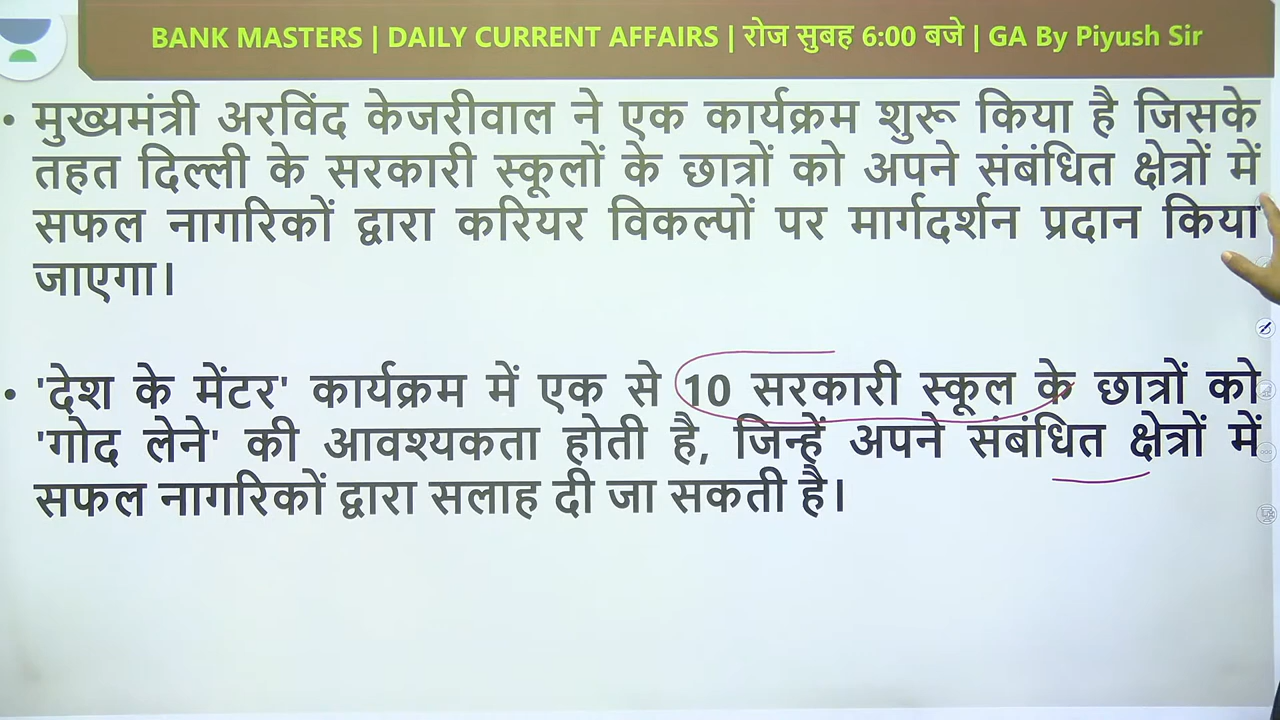 BANK MASTERS | DAILY CURRENT AFFAIRS | रोज सुबह 6:00 बजे | GA By Piyush Sir
• मुख्यमंत्री अरविंद केजरीवाल ने एक कार्यक्रम शुरू किया है जिसके
तहत दिल्ली के सरकारी स्कूलों के छात्रों को अपने संबंधित क्षेत्रों में
सफल नागरिकों द्वारा करियर विकल्पों पर मार्गदर्शन प्रदान किया
जाएगा।
• 'देश के मेंटर' कार्यक्रम में एक से 10 सरकारी स्कूल के छात्रों को
'गोद लेने' की आवश्यकता होती है, जिन्हें अपने संबंधित क्षेत्रों में
सफल नागरिकों द्वारा सलाह दी जा सकती है।